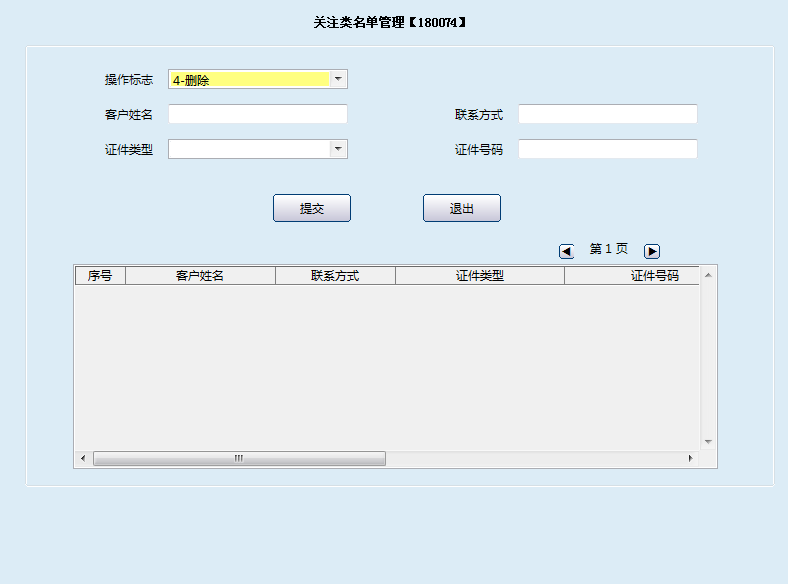 关注类名单管理【180074】
操作标志 4-删除
客户姓名 联系方式
证件类型 证件号码
提交 退出
第 1 页
序号 客户姓名 联系方式 证件类型 证件号码